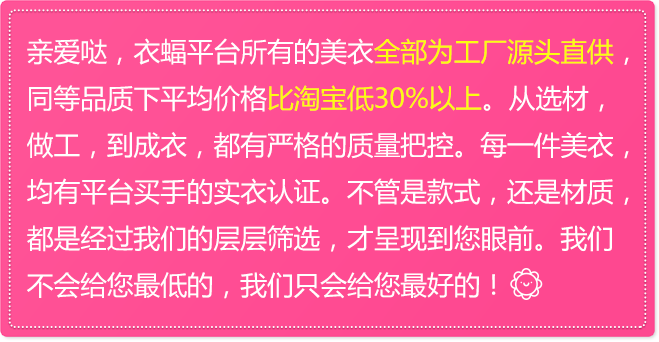 亲爱哒，衣蝠平台所有的美衣全部为工厂源头直供，
同等品质下平均价格比淘宝低30%以上。从选材，
做工，到成衣，都有严格的质量把控。每一件美衣，
均有平台买手的实衣认证。不管是款式，还是材质，
都是经过我们的层层筛选，才呈现到您眼前。我们
不会给您最低的，我们只会给您最好的！